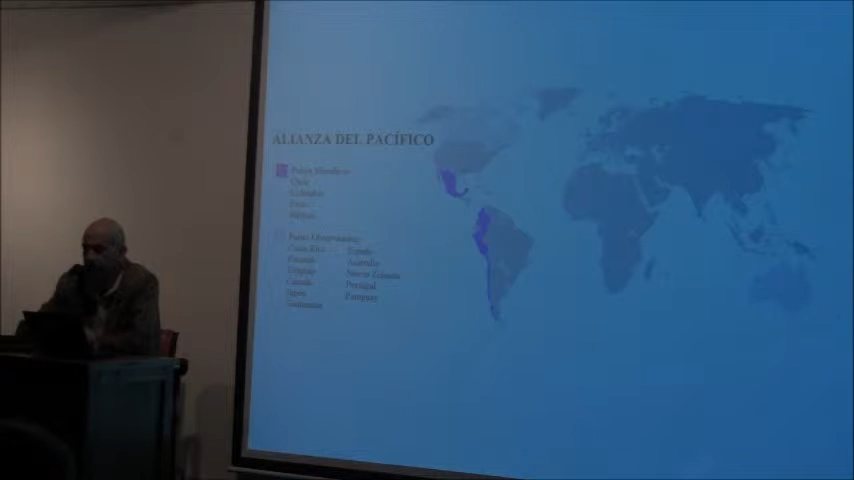 ALIANZA DEL PACÍFICO
Países Miembros
Chile
Colombia
Perú
México
Países Observadores
Costa Rica España
Panamá Australia
Uruguay Nueva Zelanda
Canadá Portugal
Japón Paraguay
Guatemala